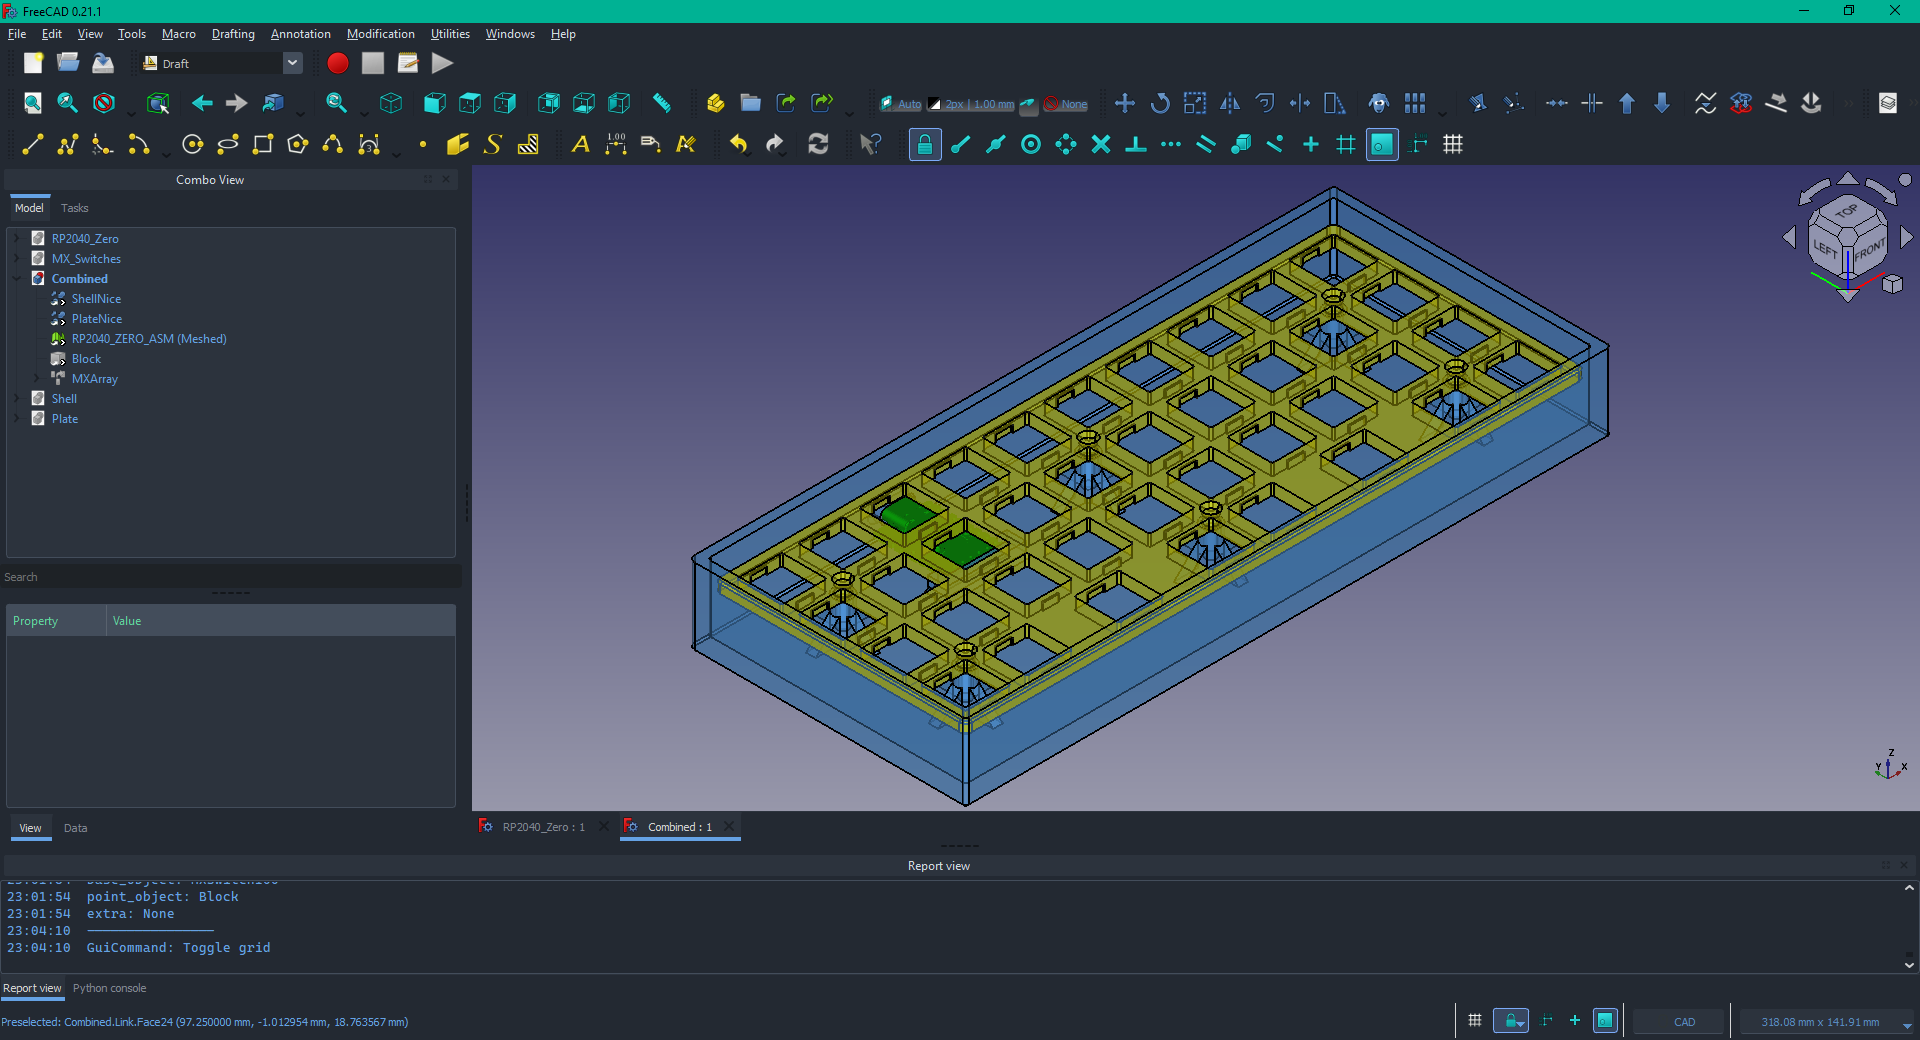 FreeCAD 0.21.1
File Edit View Tools Macro Drafting Annotation Modification Utilities Windows Help
Draft
Auto 2px | 1.00 mm None
1.00
Combo View
Model Tasks
RP2040_Zero
MX_Switches
Combined
ShellNice
PlateNice
RP2040_ZERO_ASM (Meshed)
Block
MXArray
Shell
Plate
Search
Property Value
View Data
TOP
LEFT
FRONT
Z
Y
X
RP2040_Zero : 1
Combined : 1
Report view
23:01:54 point_object: Block
23:01:54 extra: None
23:04:10
23:04:10 GuiCommand: Toggle grid
Report view Python console
Preselected: Combined.Link.Face24 (97.250000 mm, -1.012954 mm, 18.763567 mm)
CAD
318.08 mm x 141.91 mm